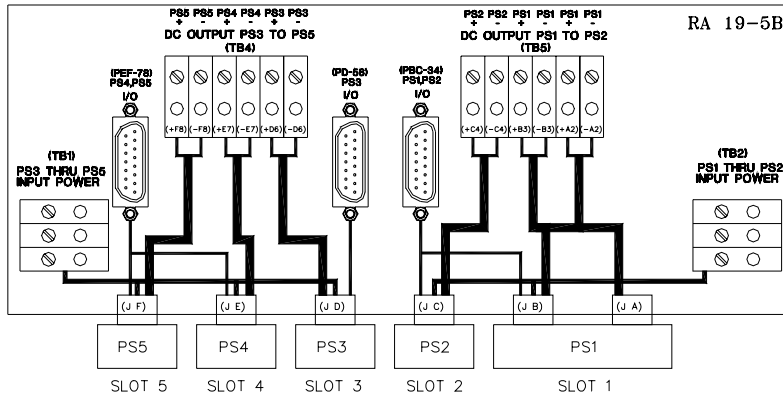 RA 19-5B
PS5 PS5 PS4 PS4 PS3 PS3
+ - + - + -
DC OUTPUT PS3 TO PS5
(TB4)
PS2 PS2 PS1 PS1 PS1 PS1
+ - + - + -
DC OUTPUT PS1 TO PS2
(TB5)
(PEF-78)
PS4,PS5
I/O
(PD-56)
PS3
I/O
(PBC-34)
PS1,PS2
I/O
(+F8) (-F8) (+E7) (-E7) (+D6) (-D6)
(+C4) (-C4) (+B3) (-B3) (+A2) (-A2)
(TB1)
PS3 THRU PS5
INPUT POWER
(TB2)
PS1 THRU PS2
INPUT POWER
(J F) (J E) (J D) (J C) (J B) (J A)
PS5 PS4 PS3 PS2 PS1
SLOT 5 SLOT 4 SLOT 3 SLOT 2 SLOT 1